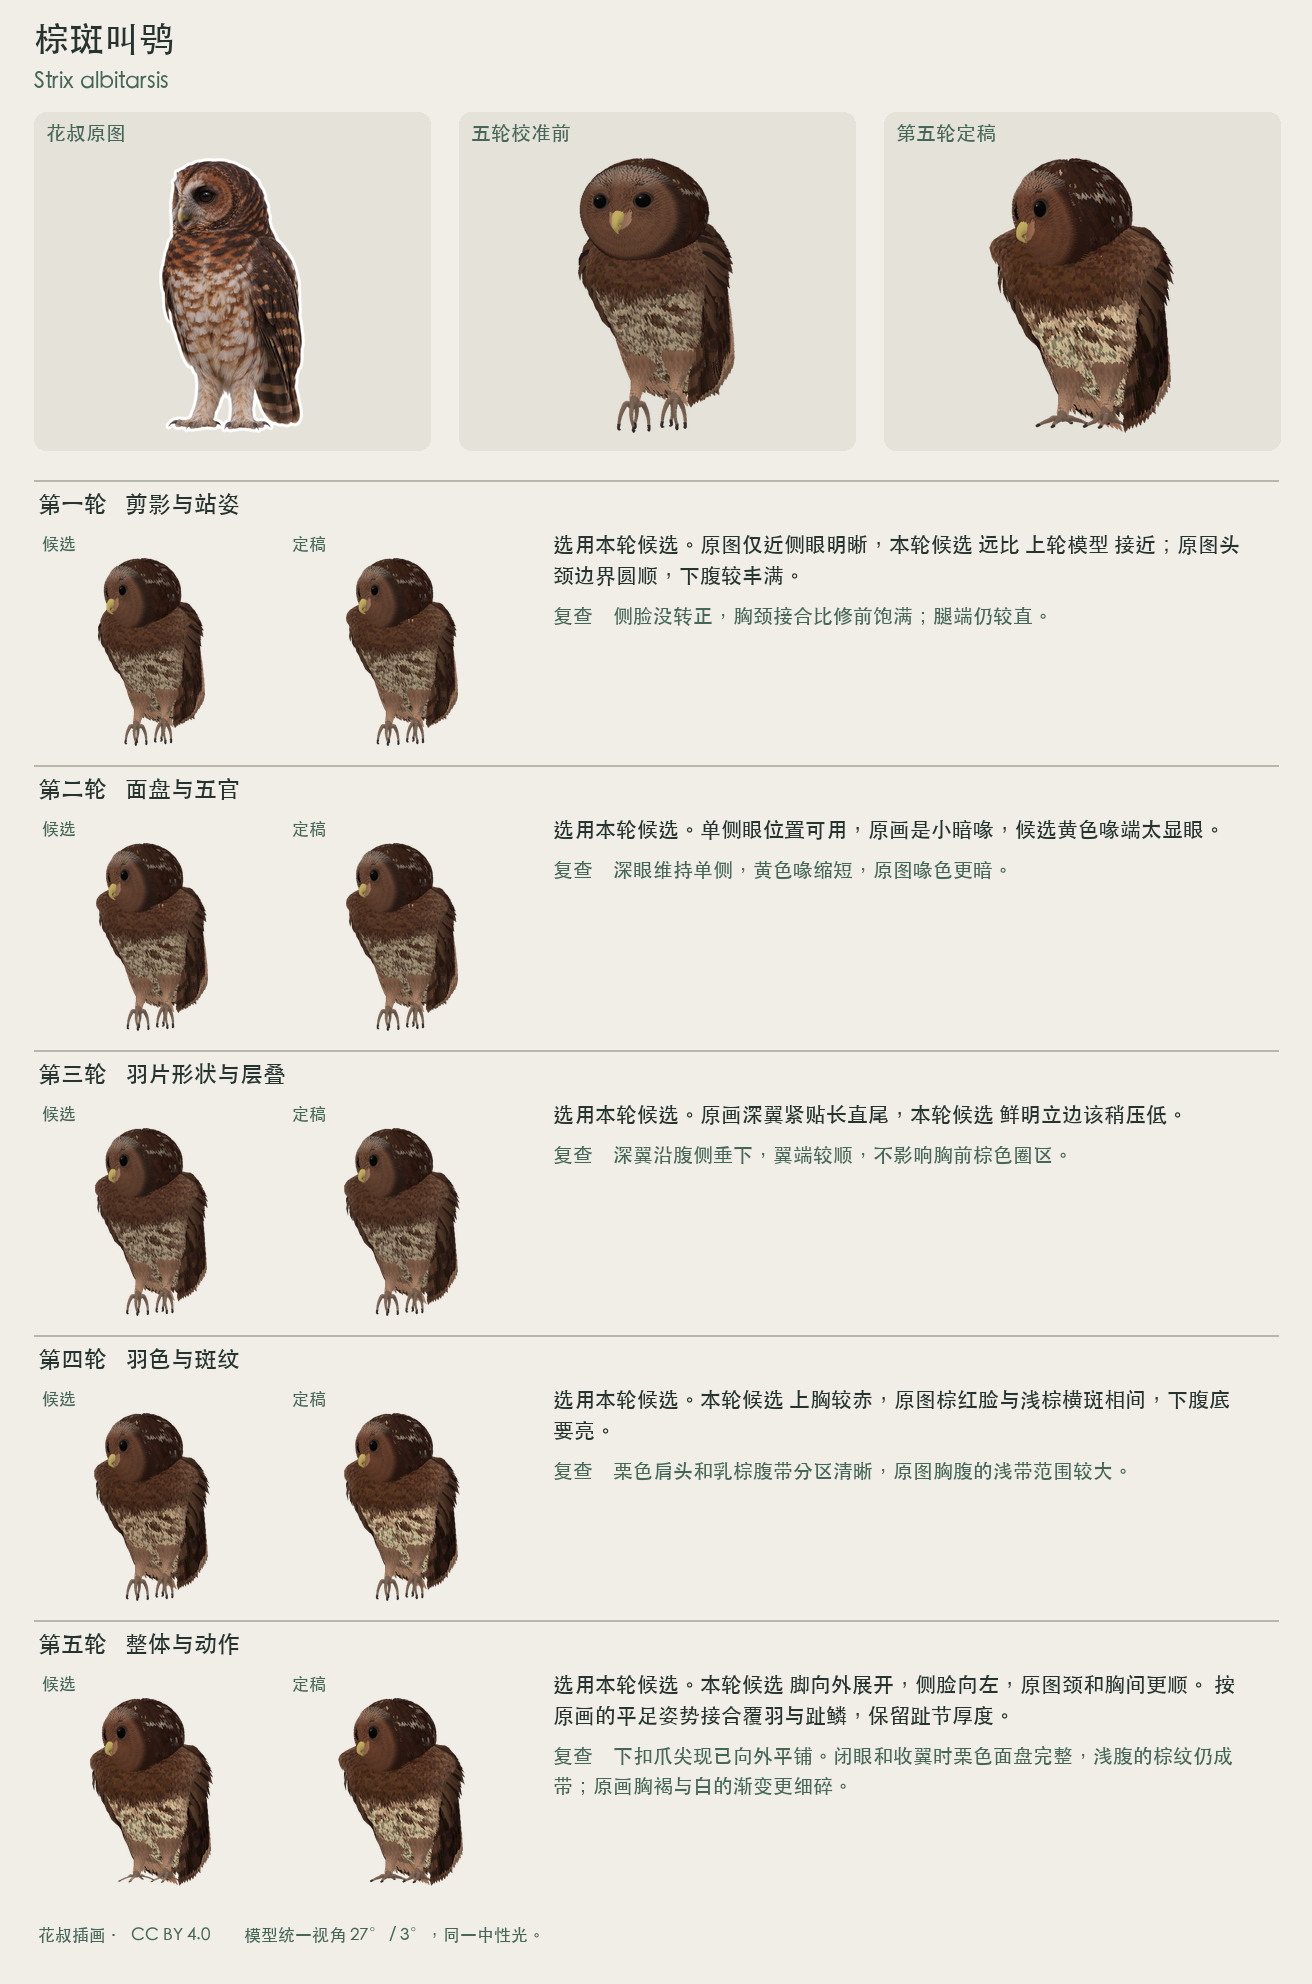 棕斑叫鸮
Strix albitarsis
花叔原图
五轮校准前
第五轮定稿
第一轮 剪影与站姿
候选
定稿
选用本轮候选。原图仅近侧眼明晰，本轮候选 远比 上轮模型 接近；原图头
颈边界圆顺，下腹较丰满。
复查 侧脸没转正，胸颈接合比修前饱满；腿端仍较直。
第二轮 面盘与五官
候选
定稿
选用本轮候选。单侧眼位置可用，原画是小暗喙，候选黄色喙端太显眼。
复查 深眼维持单侧，黄色喙缩短，原图喙色更暗。
第三轮 羽片形状与层叠
候选
定稿
选用本轮候选。原画深翼紧贴长直尾，本轮候选 鲜明立边该稍压低。
复查 深翼沿腹侧垂下，翼端较顺，不影响胸前棕色圈区。
第四轮 羽色与斑纹
候选
定稿
选用本轮候选。本轮候选 上胸较赤，原图棕红脸与浅棕横斑相间，下腹底
要亮。
复查 栗色肩头和乳棕腹带分区清晰，原图胸腹的浅带范围较大。
第五轮 整体与动作
候选
定稿
选用本轮候选。本轮候选 脚向外展开，侧脸向左，原图颈和胸间更顺。 按
原画的平足姿势接合覆羽与趾鳞，保留趾节厚度。
复查 下扣爪尖现已向外平铺。闭眼和收翼时栗色面盘完整，浅腹的棕纹仍成
带；原画胸褐与白的渐变更细碎。
花叔插画 · CC BY 4.0 模型统一视角 27° / 3° ，同一中性光。